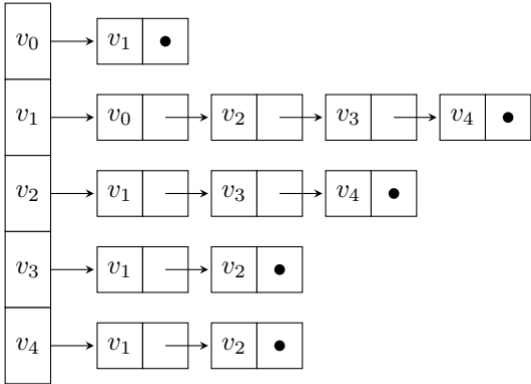 v₀ v₁
v₁ v₀ v₂ v₃ v₄
v₂ v₁ v₃ v₄
v₃ v₁ v₂
v₄ v₁ v₂